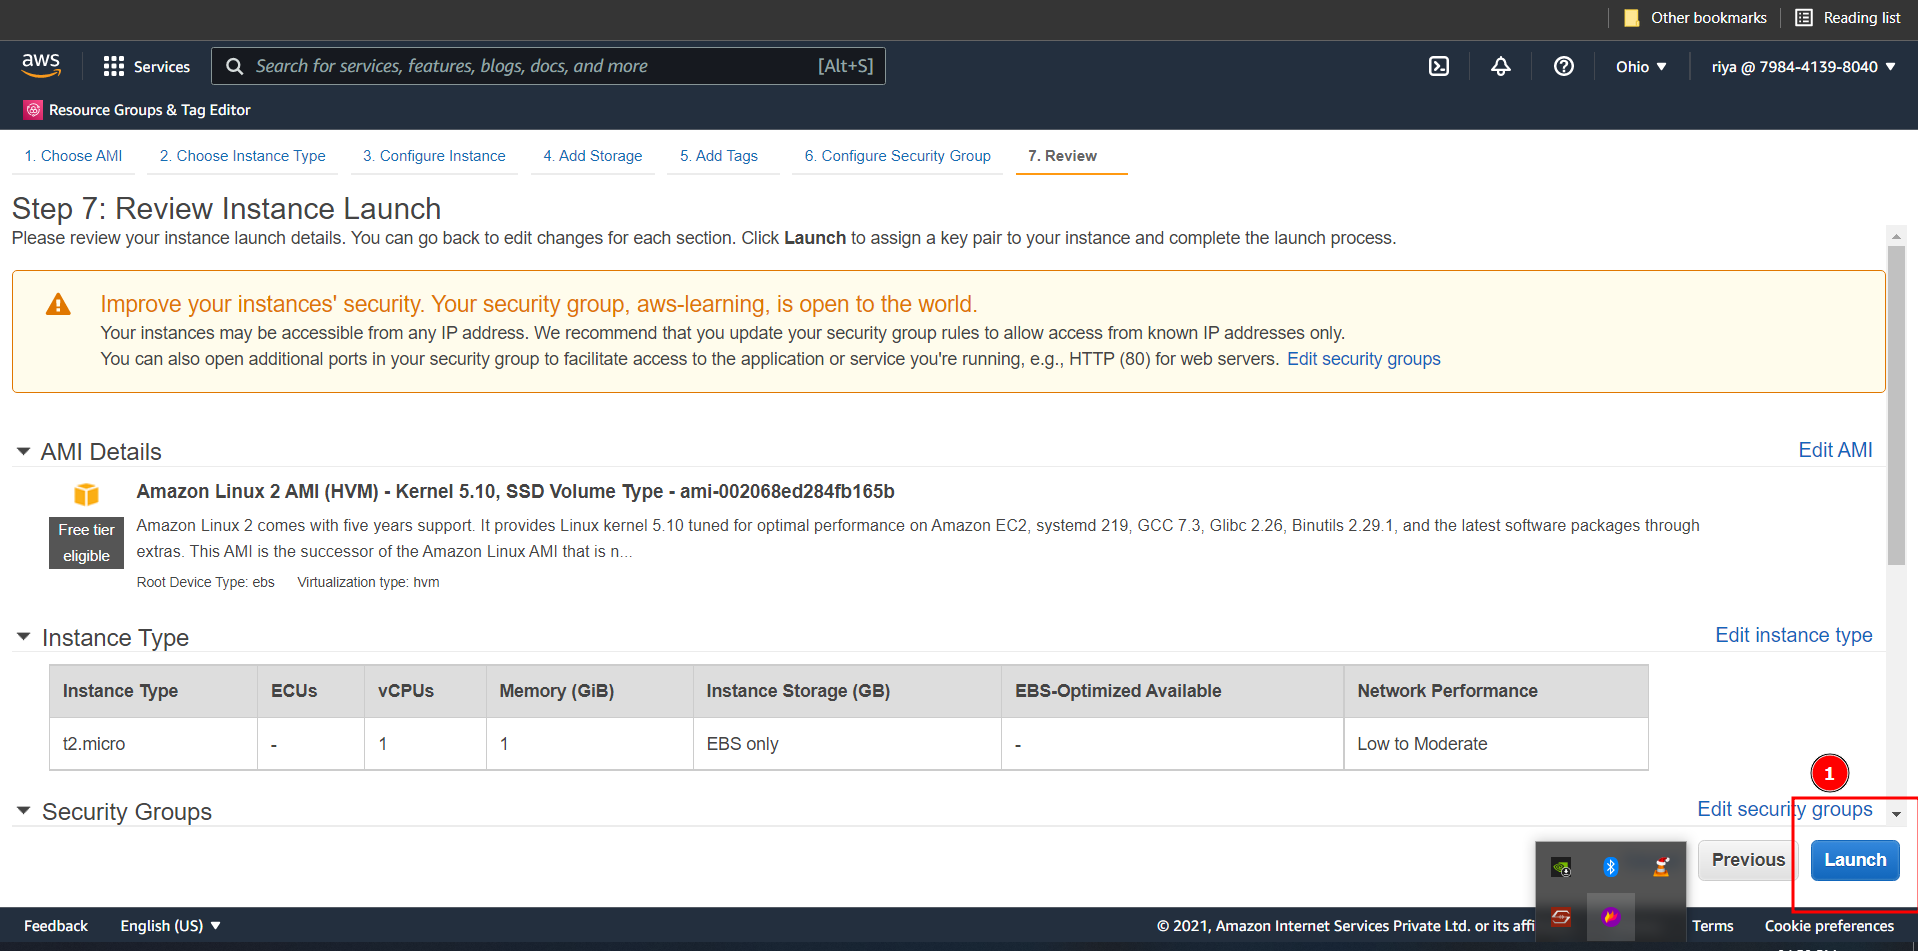 Other bookmarks
Reading list
aws
Services
Search for services, features, blogs, docs, and more
[Alt+S]
Ohio
riya @ 7984-4139-8040
Resource Groups & Tag Editor
1. Choose AMI
2. Choose Instance Type
3. Configure Instance
4. Add Storage
5. Add Tags
6. Configure Security Group
7. Review
Step 7: Review Instance Launch
Please review your instance launch details. You can go back to edit changes for each section. Click Launch to assign a key pair to your instance and complete the launch process.
Improve your instances' security. Your security group, aws-learning, is open to the world.
Your instances may be accessible from any IP address. We recommend that you update your security group rules to allow access from known IP addresses only.
You can also open additional ports in your security group to facilitate access to the application or service you're running, e.g., HTTP (80) for web servers. Edit security groups
AMI Details
Edit AMI
Amazon Linux 2 AMI (HVM) - Kernel 5.10, SSD Volume Type - ami-002068ed284fb165b
Free tier
eligible
Amazon Linux 2 comes with five years support. It provides Linux kernel 5.10 tuned for optimal performance on Amazon EC2, systemd 219, GCC 7.3, Glibc 2.26, Binutils 2.29.1, and the latest software packages through
extras. This AMI is the successor of the Amazon Linux AMI that is n...
Root Device Type: ebs Virtualization type: hvm
Instance Type
Edit instance type
Instance Type ECUs vCPUs Memory (GiB) Instance Storage (GB) EBS-Optimized Available Network Performance
t2.micro - 1 1 EBS only - Low to Moderate
1
Security Groups
Edit security groups
Previous
Launch
Feedback
English (US)
© 2021, Amazon Internet Services Private Ltd. or its affi
Terms
Cookie preferences